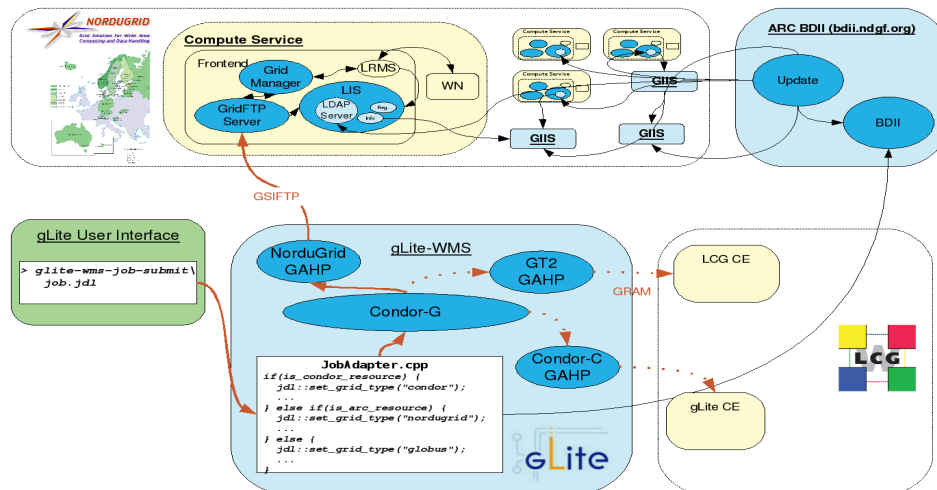 NORDUGRID
Grid Solution For Wide Area
Computing and Data Handling
Compute Service
Frontend
Grid
Manager
LRMS
WN
GridFTP
Server
LIS
LDAP
Server
Reg.
Info
Compute Service
Compute Service
Compute Service
GIIS
GIIS
GIIS
ARC BDII (bdii.ndgf.org)
Update
BDII
GSIFTP
gLite User Interface
> glite-wms-job-submit\
job.jdl
gLite-WMS
NorduGrid
GAHP
GT2
GAHP
GRAM
Condor-G
Condor-C
GAHP
JobAdapter.cpp
if(is_condor_resource) {
jdl::set_grid_type("condor");
...
} else if(is_arc_resource) {
jdl::set_grid_type("nordugrid");
...
} else {
jdl::set_grid_type("globus");
...
}
gLite
LCG CE
gLite CE
LCG